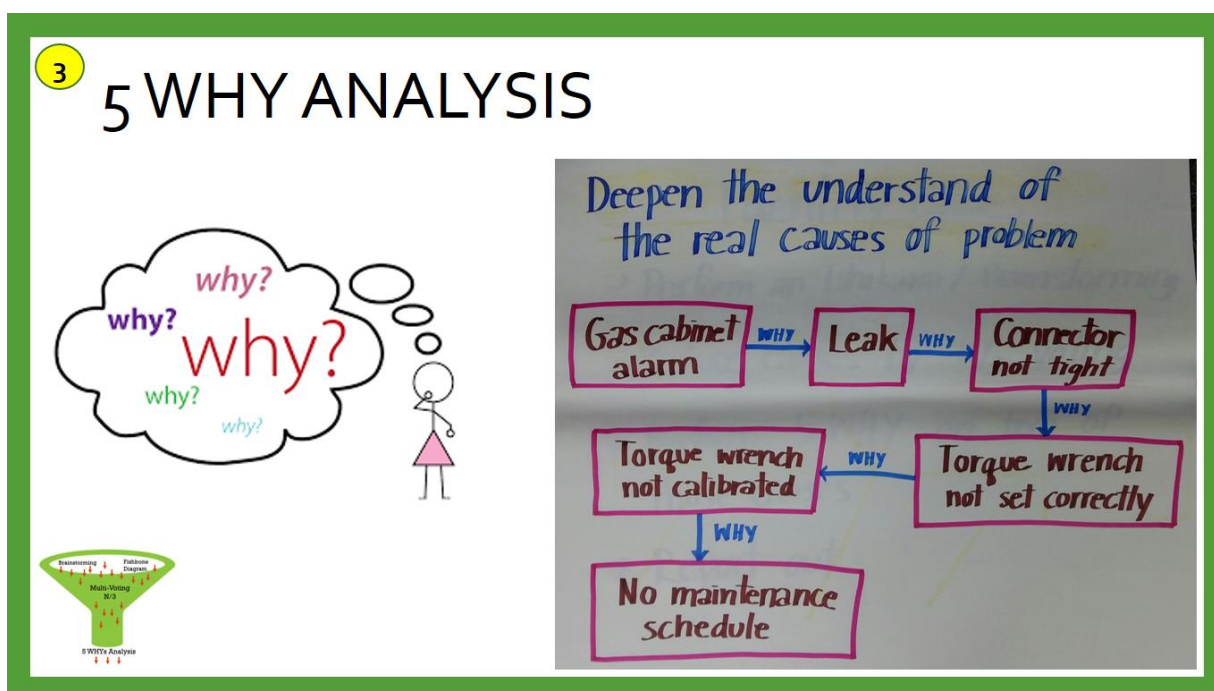 3
5 WHY ANALYSIS
why?
why?
why?
why?
why?
Brainstorming
Fishbone
Diagram
Multi-Voting
N/3
5 WHYs Analysis
Deepen the understand of
the real causes of problem
Gas cabinet
alarm
WHY
Leak
WHY
Connector
not tight
WHY
Torque wrench
not set correctly
WHY
Torque wrench
not calibrated
WHY
No maintenance
schedule